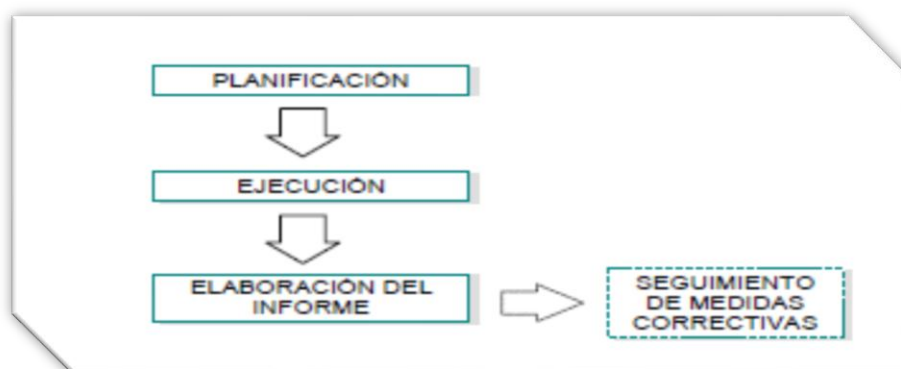 PLANIFICACIÓN
EJECUCIÓN
ELABORACIÓN DEL
INFORME
SEGUIMIENTO
DE MEDIDAS
CORRECTIVAS